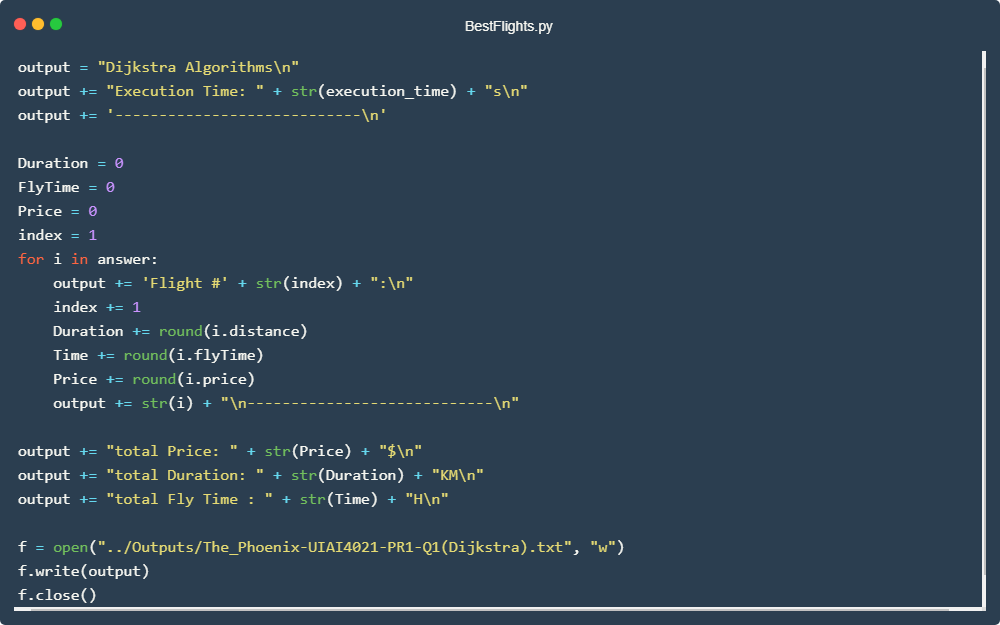 BestFlights.py
output = "Dijkstra Algorithms\n"
output += "Execution Time: " + str(execution_time) + "s\n"
output += '----------------------------\n'
Duration = 0
FlyTime = 0
Price = 0
index = 1
for i in answer:
    output += 'Flight #' + str(index) + ":\n"
    index += 1
    Duration += round(i.distance)
    Time += round(i.flyTime)
    Price += round(i.price)
    output += str(i) + "\n----------------------------\n"
output += "total Price: " + str(Price) + "$\n"
output += "total Duration: " + str(Duration) + "KM\n"
output += "total Fly Time : " + str(Time) + "H\n"
f = open("../Outputs/The_Phoenix-UIAI4021-PR1-Q1(Dijkstra).txt", "w")
f.write(output)
f.close()